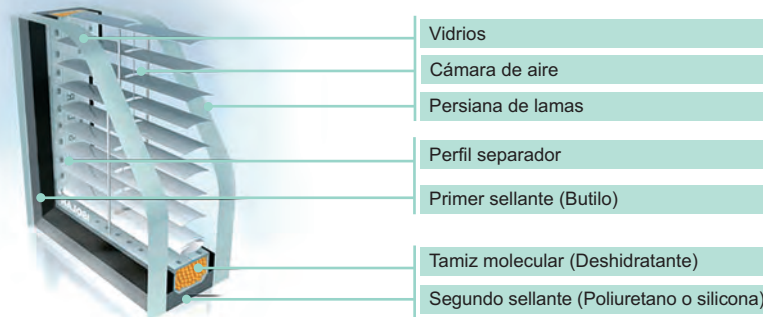 Vidrios
Cámara de aire
Persiana de lamas
Perfil separador
Primer sellante (Butilo)
Tamiz molecular (Deshidratante)
Segundo sellante (Poliuretano o silicona)